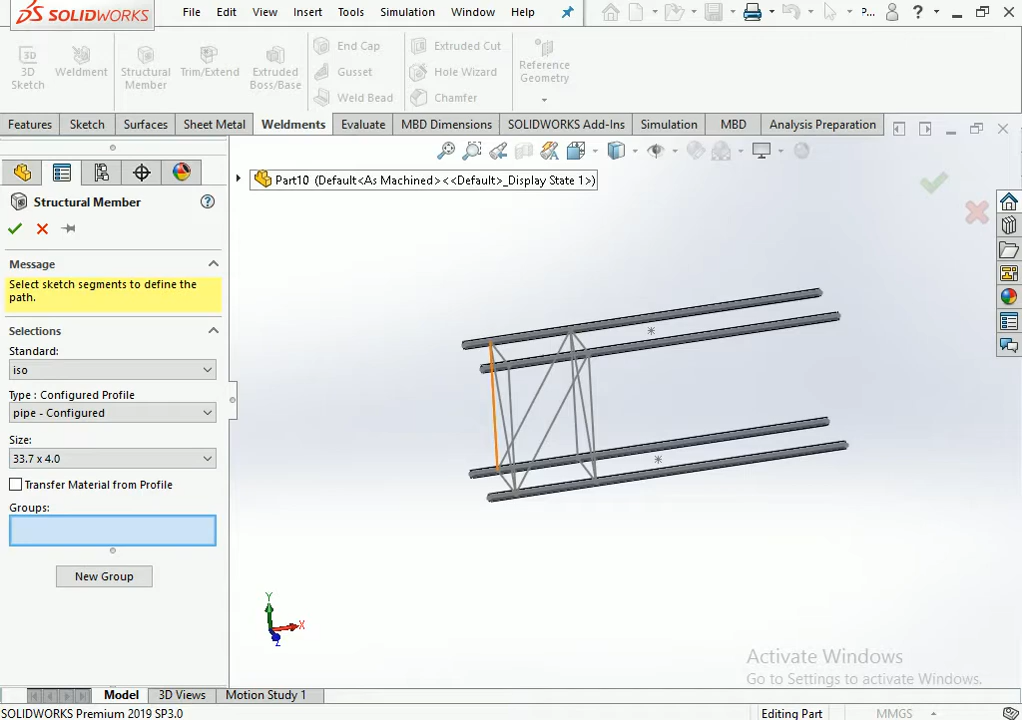 SOLIDWORKS File Edit View Insert Tools Simulation Window Help P... ?
3D Sketch
Weldment
Structural Member
Trim/Extend
Extruded Boss/Base
End Cap
Gusset
Weld Bead
Extruded Cut
Hole Wizard
Chamfer
Reference Geometry
Features Sketch Surfaces Sheet Metal Weldments Evaluate MBD Dimensions SOLIDWORKS Add-Ins Simulation MBD Analysis Preparation
Part10 (Default<As Machined><<Default>_Display State 1>)
Structural Member ?
Message
Select sketch segments to define the
path.
Selections
Standard:
iso
Type : Configured Profile
pipe - Configured
Size:
33.7 x 4.0
Transfer Material from Profile
Groups:
New Group
Y
X
Z
Activate Windows
Go to Settings to activate Windows.
Model 3D Views Motion Study 1
SOLIDWORKS Premium 2019 SP3.0 Editing Part MMGS